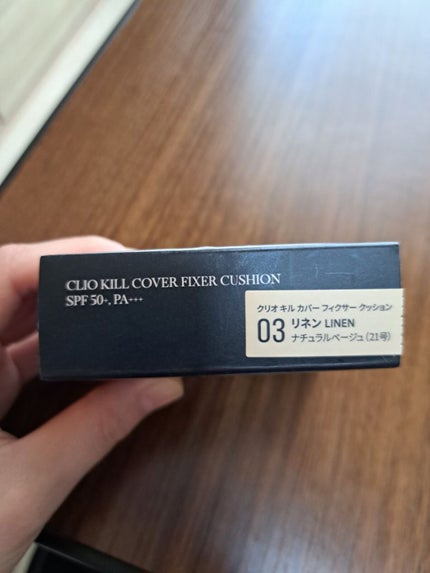 CLIO KILL COVER FIXER CUSHION
SPF 50+, PA+++
クリオ キル カバー フィクサー クッション
03 リネン LINEN
ナチュラルベージュ (21号)